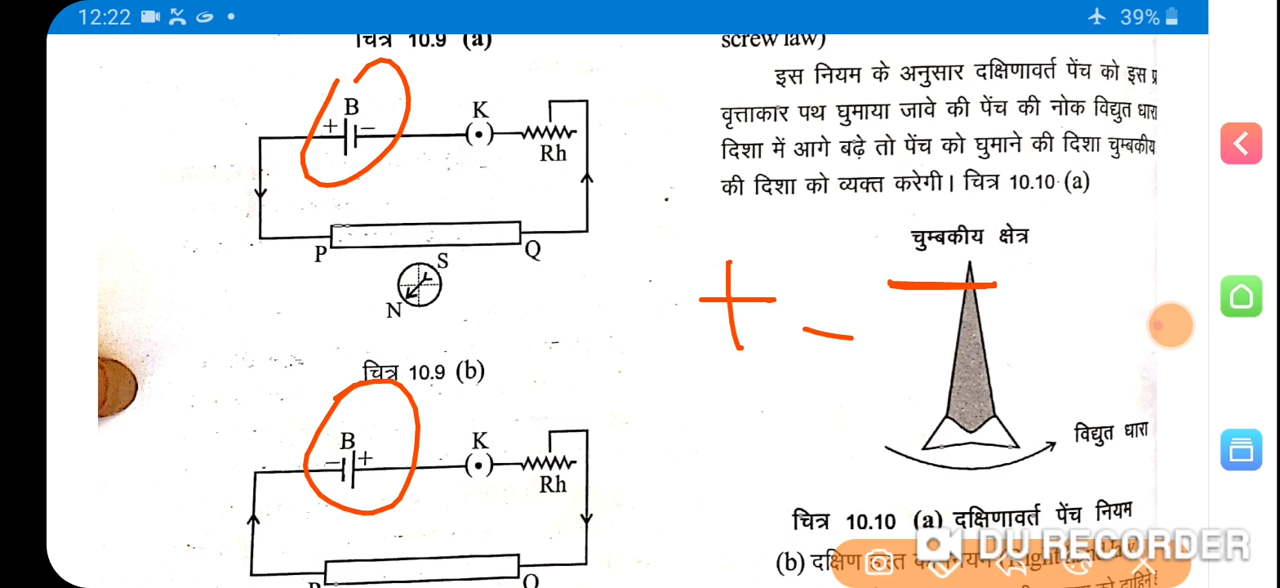 12:22
39%
चित्र 10.9 (a)
B
+ −
K
Rh
P
Q
S
N
चित्र 10.9 (b)
B
− +
K
Rh
Q
screw law)
इस नियम के अनुसार दक्षिणावर्त पेंच को इस
वृत्ताकार पथ घुमाया जावे की पेंच की नोक विद्युत धारा
दिशा में आगे बढ़े तो पेंच को घुमाने की दिशा चुम्बकीय
की दिशा को व्यक्त करेगी। चित्र 10.10 (a)
चुम्बकीय क्षेत्र
+ −
विद्युत धारा
चित्र 10.10 (a) दक्षिणावर्त पेंच नियम
DU RECORDER
(b) दक्षिण